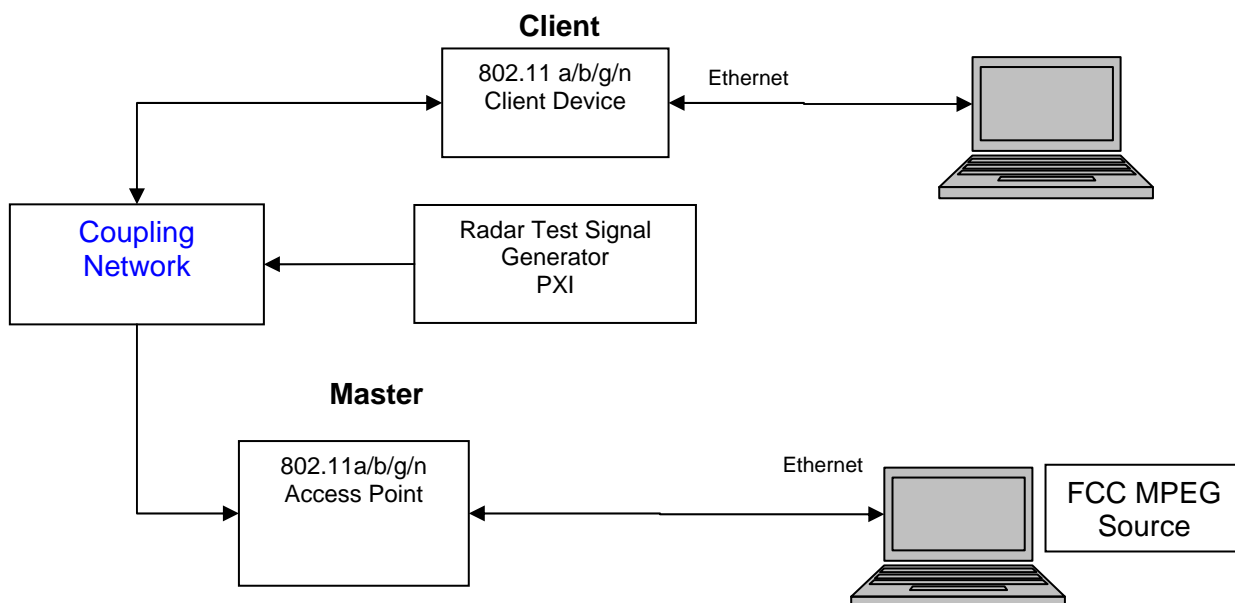 Client
802.11 a/b/g/n
Client Device
Ethernet
Coupling
Network
Radar Test Signal
Generator
PXI
Master
802.11a/b/g/n
Access Point
Ethernet
FCC MPEG
Source